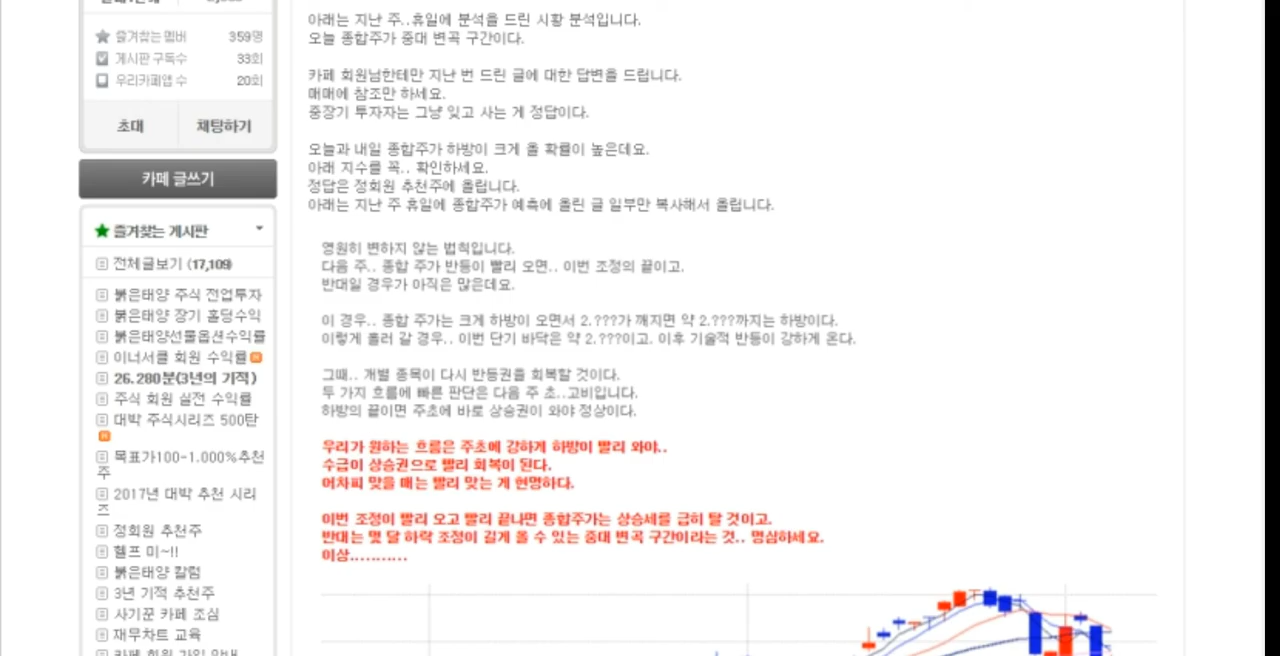 즐겨찾는 멤버 359명
게시판 구독수 33회
우리카페앱 수 20회
초대 채팅하기
카페 글쓰기
즐겨찾는 게시판
전체글보기 (17,109)
붉은태양 주식 전업투자
붉은태양 장기 홀딩수익
붉은태양선물옵션수익률
이너서클 회원 수익률
26.280분(3년의 기적)
주식 회원 실전 수익률
대박 주식시리즈 500탄
목표가100-1.000%추천
주
2017년 대박 추천 시리
즈
정회원 추천주
헬프 미~!!
붉은태양 칼럼
3년 기적 추천주
사기꾼 카페 조심
재무차트 교육
카페 회원 가입 안내
아래는 지난 주..휴일에 분석을 드린 시황 분석입니다.
오늘 종합주가 중대 변곡 구간이다.
카페 회원님한테만 지난 번 드린 글에 대한 답변을 드립니다.
매매에 참조만 하세요.
중장기 투자자는 그냥 잊고 사는 게 정답이다.
오늘과 내일 종합주가 하방이 크게 올 확률이 높은데요.
아래 지수를 꼭.. 확인하세요.
정답은 정회원 추천주에 올립니다.
아래는 지난 주 휴일에 종합주가 예측에 올린 글 일부만 복사해서 올립니다.
영원히 변하지 않는 법칙입니다.
다음 주.. 종합 주가 반등이 빨리 오면.. 이번 조정의 끝이고.
반대일 경우가 아직은 많은데요.
이 경우.. 종합 주가는 크게 하방이 오면서 2.???가 깨지면 약 2.???까지는 하방이다.
이렇게 흘러 갈 경우.. 이번 단기 바닥은 약 2.???이고. 이후 기술적 반등이 강하게 온다.
그때.. 개별 종목이 다시 반등권을 회복할 것이다.
두 가지 흐름에 빠른 판단은 다음 주 초..고비입니다.
하방의 끝이면 주초에 바로 상승권이 와야 정상이다.
우리가 원하는 흐름은 주초에 강하게 하방이 빨리 와야..
수급이 상승권으로 빨리 회복이 된다.
어차피 맞을 매는 빨리 맞는 게 현명하다.
이번 조정이 빨리 오고 빨리 끝나면 종합주가는 상승세를 급히 탈 것이고.
반대는 몇 달 하락 조정이 길게 올 수 있는 중대 변곡 구간이라는 것.. 명심하세요.
이상...........